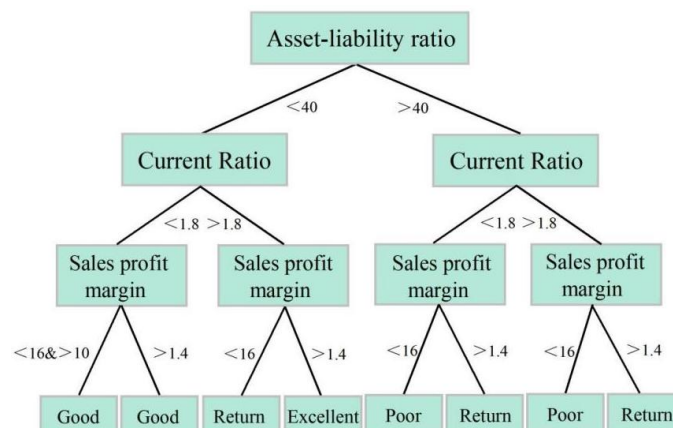 Asset-liability ratio
＜40 ＞40
Current Ratio Current Ratio
＜1.8 ＞1.8 ＜1.8 ＞1.8
Sales profit margin
Sales profit margin
Sales profit margin
Sales profit margin
＜16&＞10 ＞1.4 ＜16 ＞1.4 ＜16 ＞1.4 ＜16 ＞1.4
Good Good Return Excellent Poor Return Poor Return